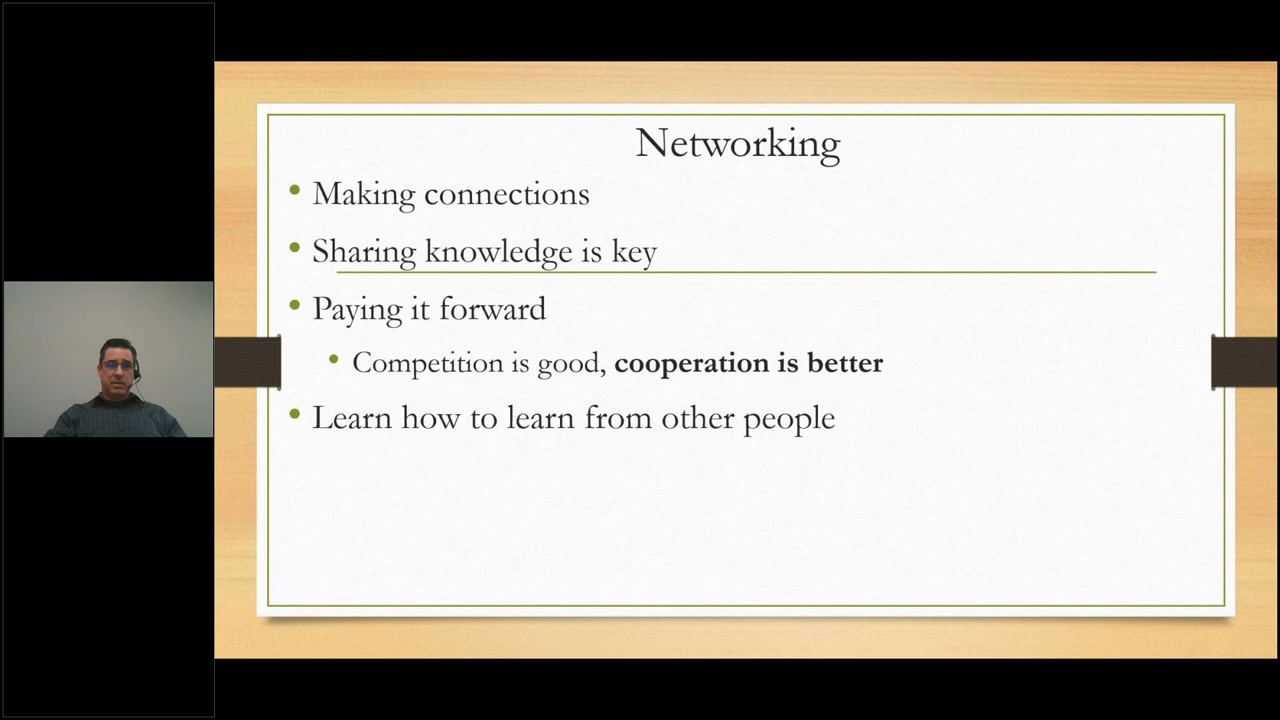 Networking
Making connections
Sharing knowledge is key
Paying it forward
Competition is good, cooperation is better
Learn how to learn from other people